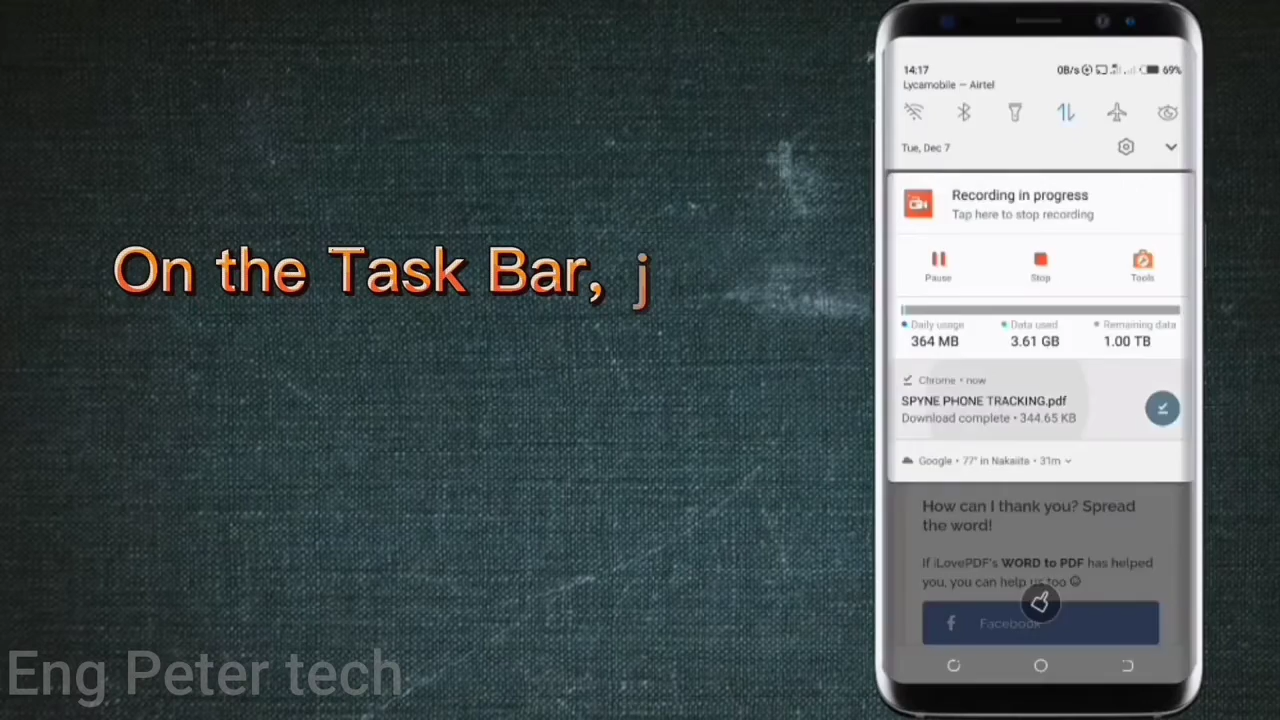 On the Task Bar, j
Eng Peter tech
14:17
0B/s
69%
Lycamobile — Airtel
Tue, Dec 7
Recording in progress
Tap here to stop recording
Pause
Stop
Tools
Daily usage
Data used
Remaining data
364 MB
3.61 GB
1.00 TB
Chrome • now
SPYNE PHONE TRACKING.pdf
Download complete • 344.65 KB
Google • 77° in Nakaiita • 31m
How can I thank you? Spread
the word!
If iLovePDF's WORD to PDF has helped
you, you can help us too
Facebook